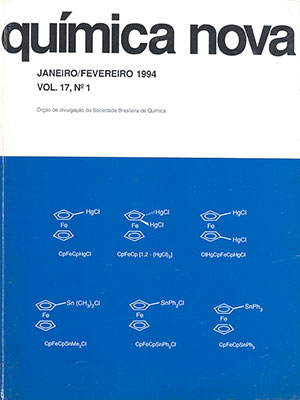 química nova
JANEIRO/FEVEREIRO 1994
VOL. 17, Nº 1
Órgão de divulgação da Sociedade Brasileira de Química
HgCl
Fe
CpFeCpHgCl
HgCl
HgCl
Fe
CpFeCp [1,2 - (HgCl)₂]
HgCl
Fe
HgCl
ClHgCpFeCpHgCl
Sn (CH₃)₂Cl
Fe
CpFeCpSnMe₂Cl
SnPh₂Cl
Fe
CpFeCpSnPh₂Cl
SnPh₃
Fe
CpFeCpSnPh₃